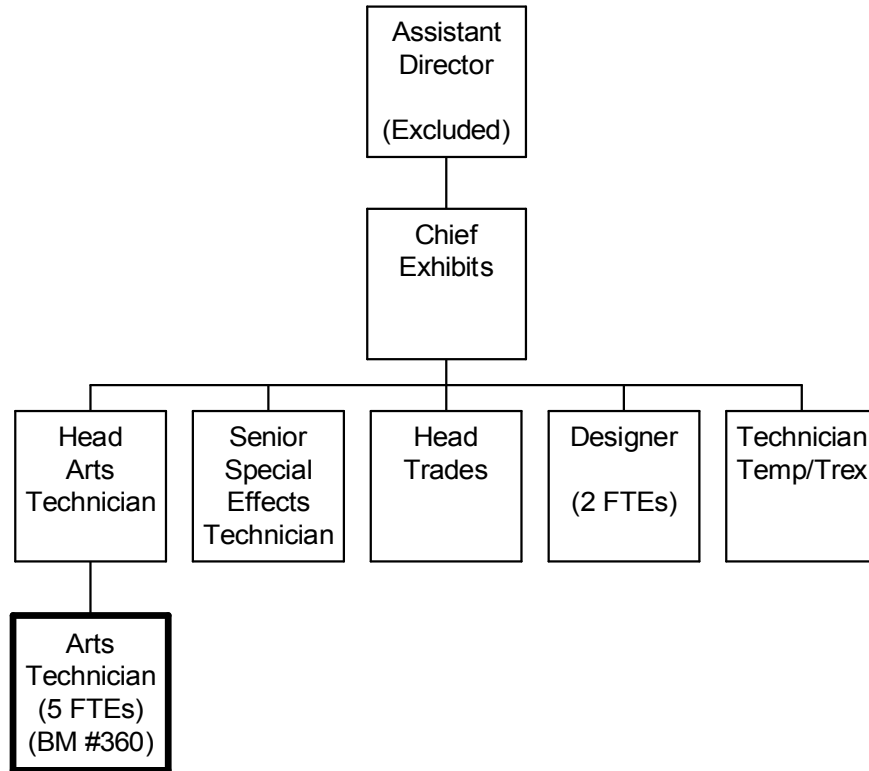 Assistant
Director
(Excluded)
Chief
Exhibits
Head
Arts
Technician
Senior
Special
Effects
Technician
Head
Trades
Designer
(2 FTEs)
Technician
Temp/Trex
Arts
Technician
(5 FTEs)
(BM #360)